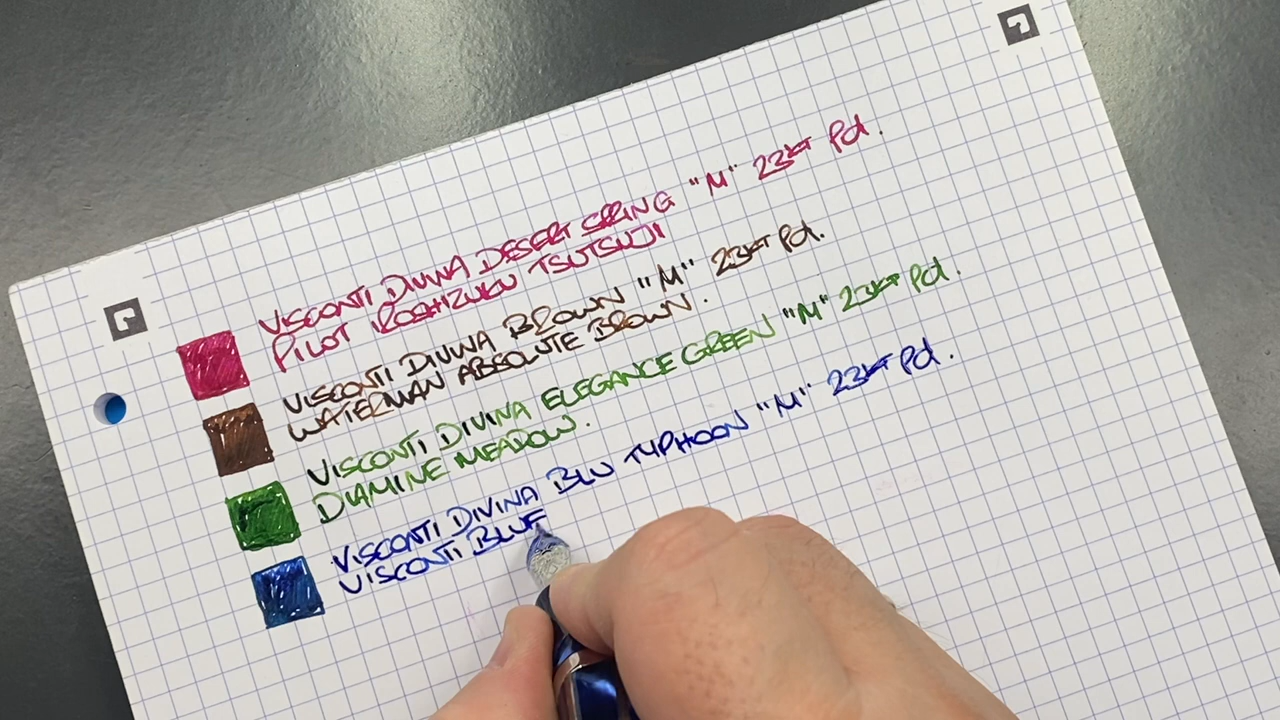 VISCONTI DIVINA DESERT SPRING "M" 23KT Pd.
PILOT IROSHIZUKU TSUTSUJI
VISCONTI DIVINA BROWN "M" 23KT Pd.
WATERMAN ABSOLUTE BROWN.
VISCONTI DIVINA ELEGANCE GREEN "M" 23KT Pd.
DIAMINE MEADOW.
VISCONTI DIVINA BLU TYPHOON "M" 23KT Pd.
VISCONTI BLUE